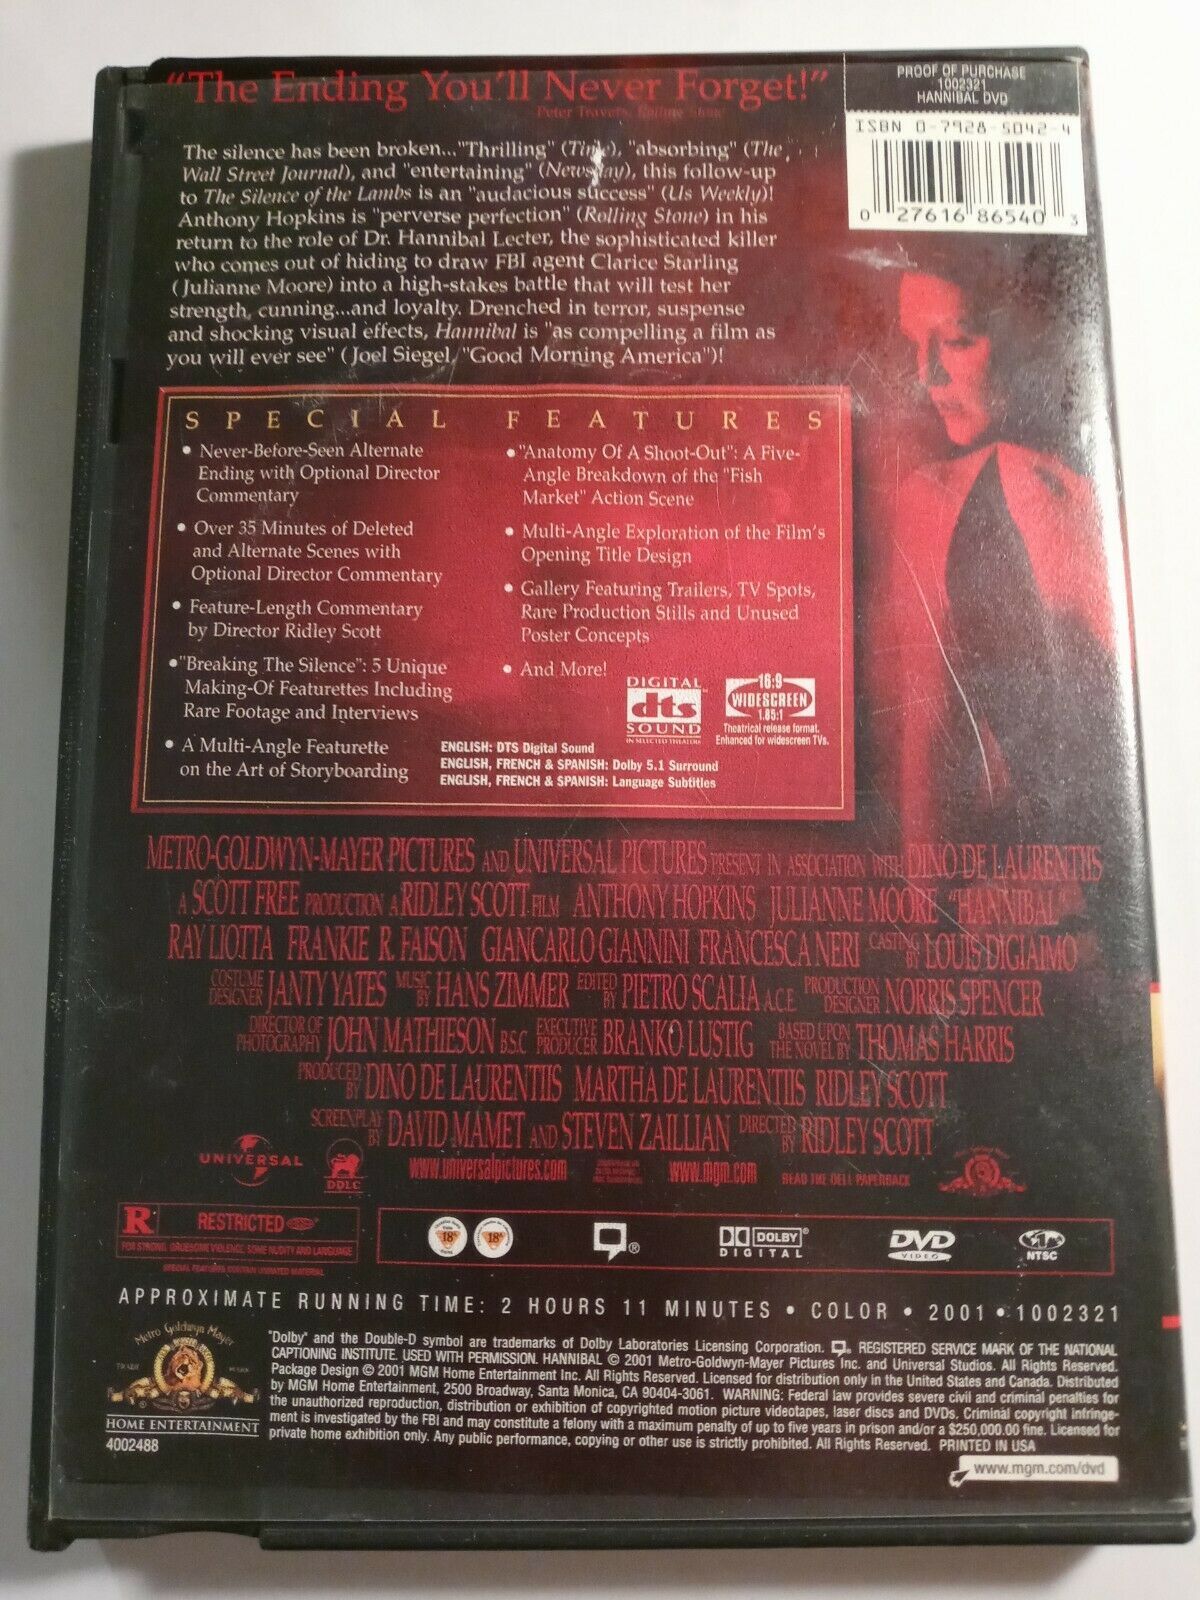 "The Ending You'll Never Forget!"
Peter Travers, Rolling Stone
PROOF OF PURCHASE
1002321
HANNIBAL DVD
ISBN 0-7928-5042-4
0 27616 86540 3
The silence has been broken..."Thrilling" (Time), "absorbing" (The
Wall Street Journal), and "entertaining" (Newsday), this follow-up
to The Silence of the Lambs is an "audacious success" (Us Weekly)!
Anthony Hopkins is "perverse perfection" (Rolling Stone) in his
return to the role of Dr. Hannibal Lecter, the sophisticated killer
who comes out of hiding to draw FBI agent Clarice Starling
(Julianne Moore) into a high-stakes battle that will test her
strength, cunning...and loyalty. Drenched in terror, suspense
and shocking visual effects, Hannibal is "as compelling a film as
you will ever see" (Joel Siegel, "Good Morning America")!
SPECIAL FEATURES
• Never-Before-Seen Alternate
Ending with Optional Director
Commentary
• Over 35 Minutes of Deleted
and Alternate Scenes with
Optional Director Commentary
• Feature-Length Commentary
by Director Ridley Scott
• "Breaking The Silence": 5 Unique
Making-Of Featurettes Including
Rare Footage and Interviews
• A Multi-Angle Featurette
on the Art of Storyboarding
• "Anatomy Of A Shoot-Out": A Five-
Angle Breakdown of the "Fish
Market" Action Scene
• Multi-Angle Exploration of the Film's
Opening Title Design
• Gallery Featuring Trailers, TV Spots,
Rare Production Stills and Unused
Poster Concepts
• And More!
DIGITAL
dts
SOUND
IN SELECTED THEATERS
16:9
WIDESCREEN
1.85:1
Theatrical release format.
Enhanced for widescreen TVs.
ENGLISH: DTS Digital Sound
ENGLISH, FRENCH & SPANISH: Dolby 5.1 Surround
ENGLISH, FRENCH & SPANISH: Language Subtitles
METRO-GOLDWYN-MAYER PICTURES AND UNIVERSAL PICTURES PRESENT IN ASSOCIATION WITH DINO DE LAURENTIIS
A SCOTT FREE PRODUCTION A RIDLEY SCOTT FILM ANTHONY HOPKINS JULIANNE MOORE "HANNIBAL"
RAY LIOTTA FRANKIE R. FAISON GIANCARLO GIANNINI FRANCESCA NERI CASTING BY LOUIS DIGIAIMO
COSTUME DESIGNER JANTY YATES MUSIC BY HANS ZIMMER EDITED BY PIETRO SCALIA A.C.E. PRODUCTION DESIGNER NORRIS SPENCER
DIRECTOR OF PHOTOGRAPHY JOHN MATHIESON B.S.C. EXECUTIVE PRODUCER BRANKO LUSTIG BASED UPON THE NOVEL BY THOMAS HARRIS
PRODUCED BY DINO DE LAURENTIIS MARTHA DE LAURENTIIS RIDLEY SCOTT
SCREENPLAY BY DAVID MAMET AND STEVEN ZAILLIAN DIRECTED BY RIDLEY SCOTT
UNIVERSAL
DDLC
www.universalpictures.com
www.mgm.com
READ THE DELL PAPERBACK
R RESTRICTED
FOR STRONG, GRUESOME VIOLENCE, SOME NUDITY AND LANGUAGE
SPECIAL FEATURES CONTAIN UNRATED MATERIAL
18A
18A
DOLBY
DIGITAL
DVD
VIDEO
NTSC
APPROXIMATE RUNNING TIME: 2 HOURS 11 MINUTES • COLOR • 2001 • 1002321
Metro Goldwyn Mayer
HOME ENTERTAINMENT
4002488
"Dolby" and the Double-D symbol are trademarks of Dolby Laboratories Licensing Corporation. REGISTERED SERVICE MARK OF THE NATIONAL
CAPTIONING INSTITUTE. USED WITH PERMISSION. HANNIBAL © 2001 Metro-Goldwyn-Mayer Pictures Inc. and Universal Studios. All Rights Reserved.
Package Design © 2001 MGM Home Entertainment Inc. All Rights Reserved. Licensed for distribution only in the United States and Canada. Distributed
by MGM Home Entertainment, 2500 Broadway, Santa Monica, CA 90404-3061. WARNING: Federal law provides severe civil and criminal penalties for
the unauthorized reproduction, distribution or exhibition of copyrighted motion picture videotapes, laser discs and DVDs. Criminal copyright infringe-
ment is investigated by the FBI and may constitute a felony with a maximum penalty of up to five years in prison and/or a $250,000.00 fine. Licensed for
private home exhibition only. Any public performance, copying or other use is strictly prohibited. All Rights Reserved. PRINTED IN USA
www.mgm.com/dvd